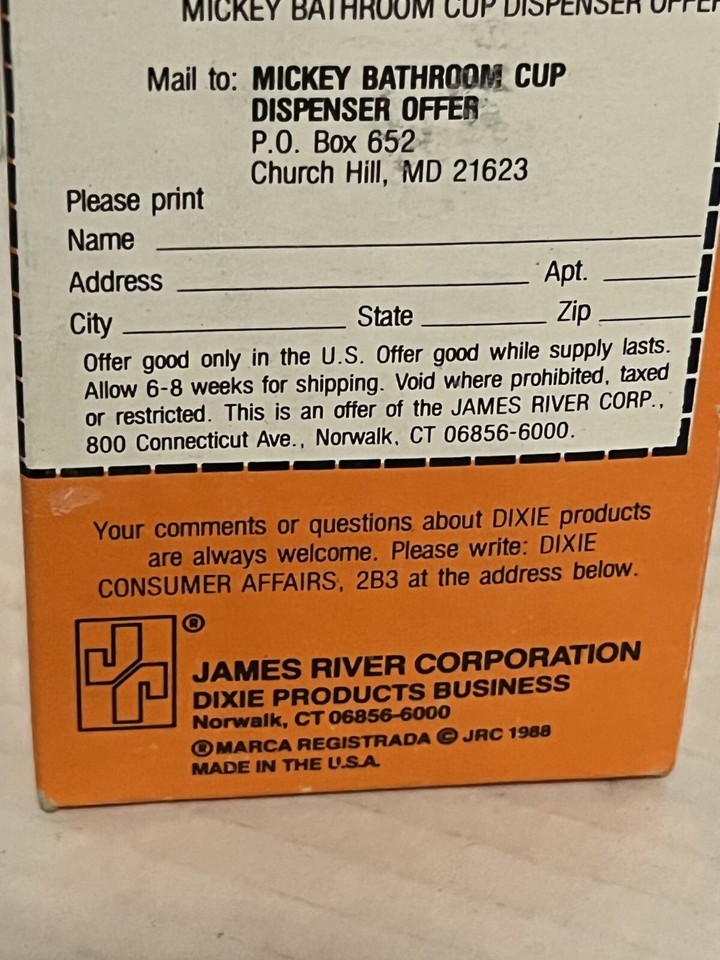 MICKEY BATHROOM CUP DISPENSER OFFER
Mail to: MICKEY BATHROOM CUP
DISPENSER OFFER
P.O. Box 652
Church Hill, MD 21623
Please print
Name
Address Apt.
City State Zip
Offer good only in the U.S. Offer good while supply lasts.
Allow 6-8 weeks for shipping. Void where prohibited, taxed
or restricted. This is an offer of the JAMES RIVER CORP.,
800 Connecticut Ave., Norwalk, CT 06856-6000.
Your comments or questions about DIXIE products
are always welcome. Please write: DIXIE
CONSUMER AFFAIRS, 2B3 at the address below.
®
JAMES RIVER CORPORATION
DIXIE PRODUCTS BUSINESS
Norwalk, CT 06856-6000
® MARCA REGISTRADA © JRC 1988
MADE IN THE U.S.A.